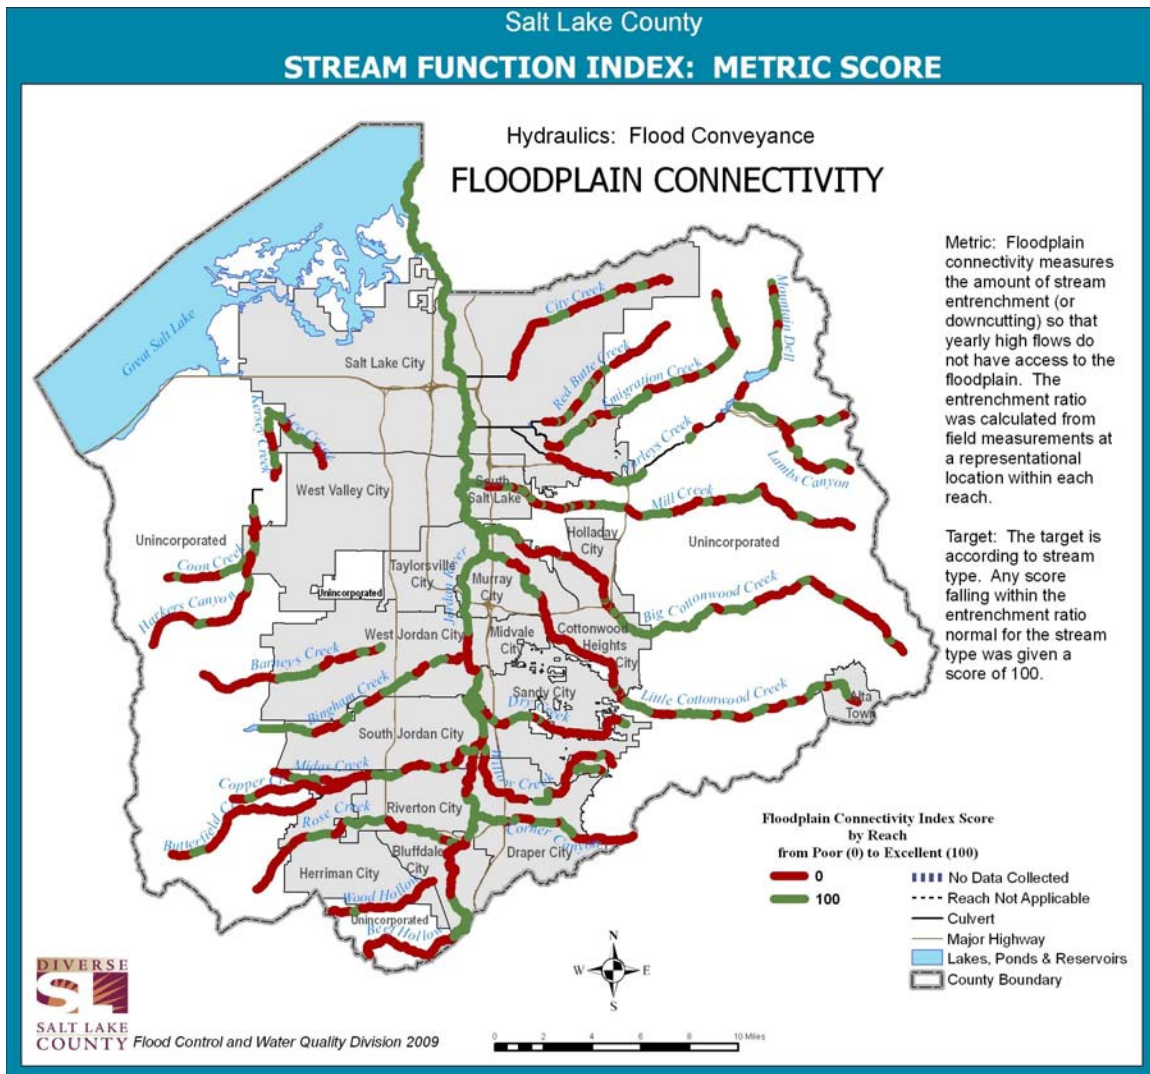 Salt Lake County
STREAM FUNCTION INDEX: METRIC SCORE
Hydraulics: Flood Conveyance
FLOODPLAIN CONNECTIVITY
Metric: Floodplain
connectivity measures
the amount of stream
entrenchment (or
downcutting) so that
yearly high flows do
not have access to the
floodplain. The
entrenchment ratio
was calculated from
field measurements at
a representational
location within each
reach.
Target: The target is
according to stream
type. Any score
falling within the
entrenchment ratio
normal for the stream
type was given a
score of 100.
Great Salt Lake
Salt Lake City
City Creek
Red Butte Creek
Emigration Creek
Mountain Dell
Lambs Canyon
Kersey Creek
Lee Creek
West Valley City
South
Salt Lake
Mill Creek
Unincorporated
Holladay
City
Unincorporated
Coon Creek
Harkers Canyon
Taylorsville
City
Unincorporated
Jordan River
Murray
City
Big Cottonwood Creek
West Jordan City
Midvale
City
Cottonwood
Heights
City
Barneys Creek
Bingham Creek
Sandy City
Little Cottonwood Creek
Alta
Town
South Jordan City
Midas Creek
Rose Creek
Riverton City
Corner Canyon
Bluffdale
City
Draper City
Herriman City
Wood Hollow
Unincorporated
Beef Hollow
Floodplain Connectivity Index Score
by Reach
from Poor (0) to Excellent (100)
0
100
No Data Collected
Reach Not Applicable
Culvert
Major Highway
Lakes, Ponds & Reservoirs
County Boundary
N
W E
S
0 2 4 6 8 10 Miles
DIVERSE
SL
SALT LAKE
COUNTY
Flood Control and Water Quality Division 2009